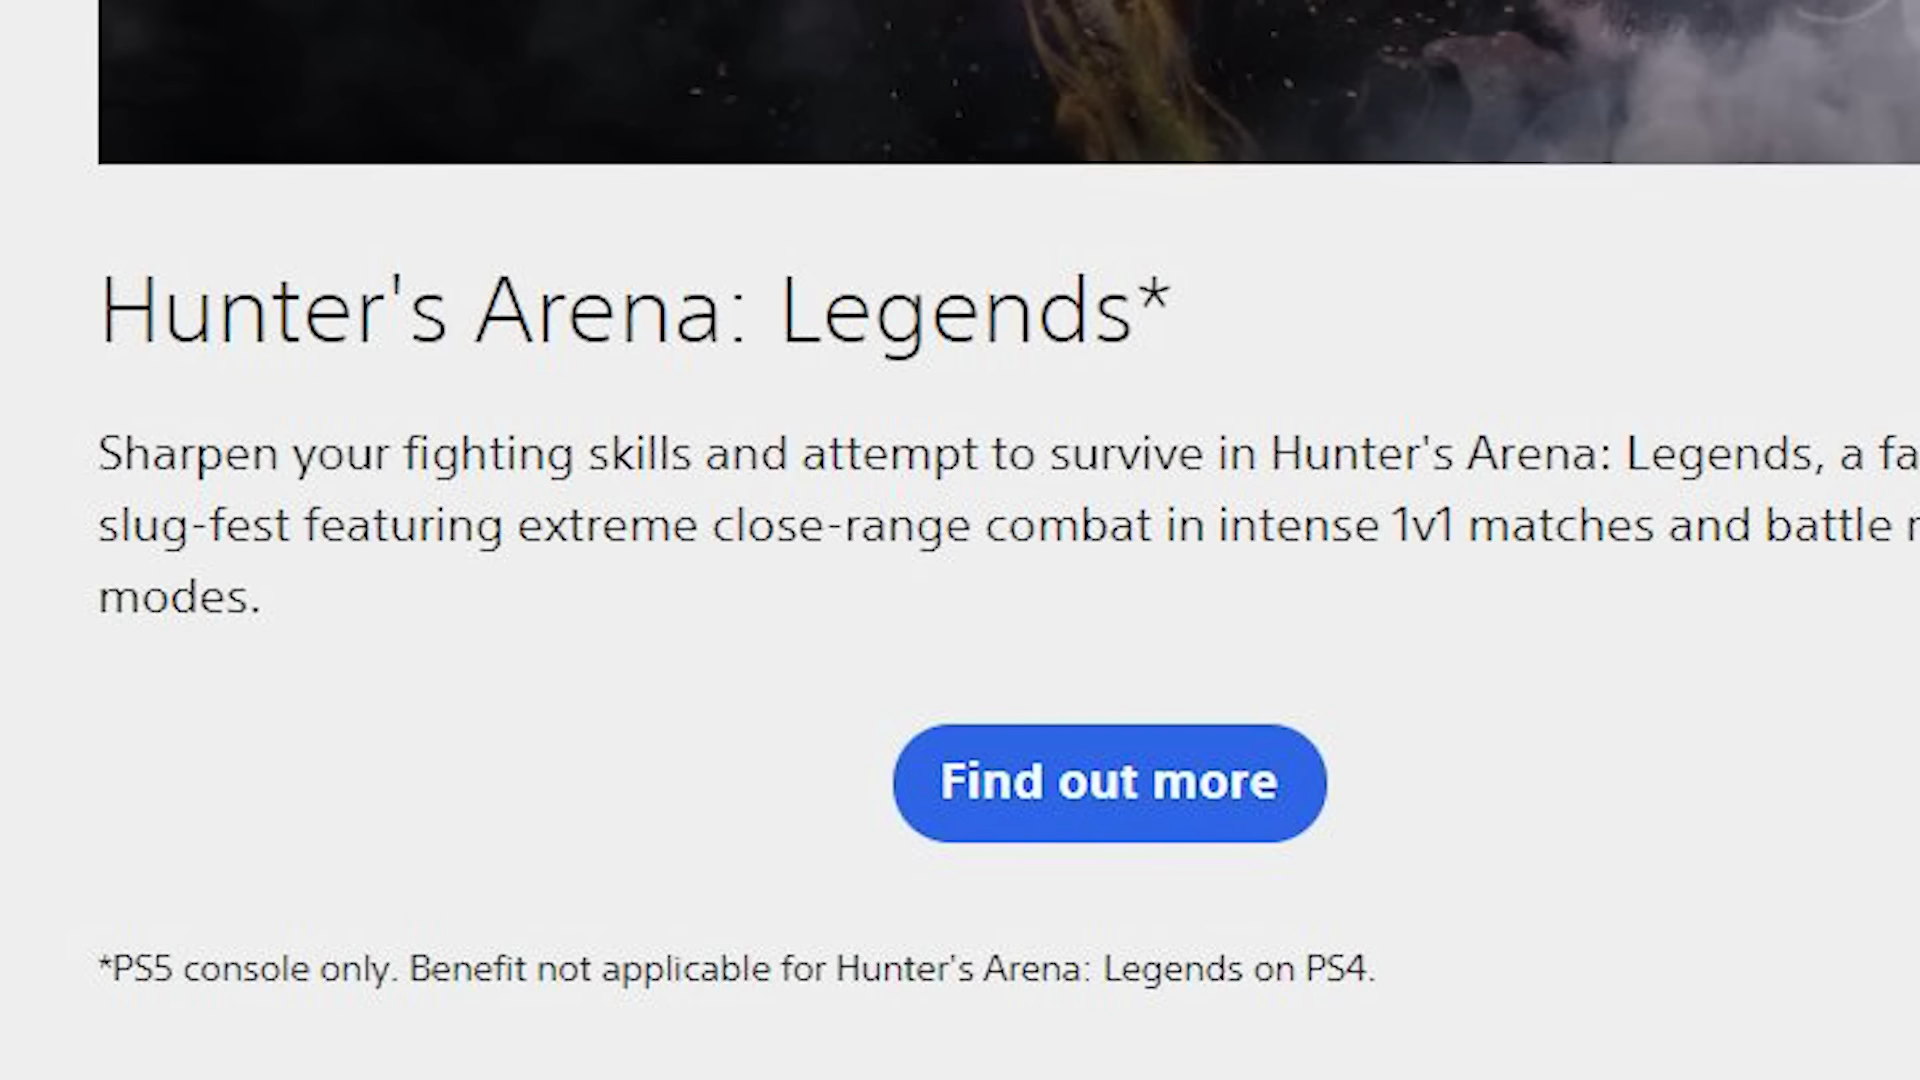 Hunter's Arena: Legends*
Sharpen your fighting skills and attempt to survive in Hunter's Arena: Legends, a
slug-fest featuring extreme close-range combat in intense 1v1 matches and battle
modes.
Find out more
*PS5 console only. Benefit not applicable for Hunter's Arena: Legends on PS4.